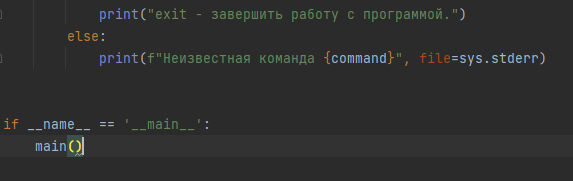 print("exit - завершить работу с программой.")
else:
print(f"Неизвестная команда {command}", file=sys.stderr)
if __name__ == '__main__':
main()